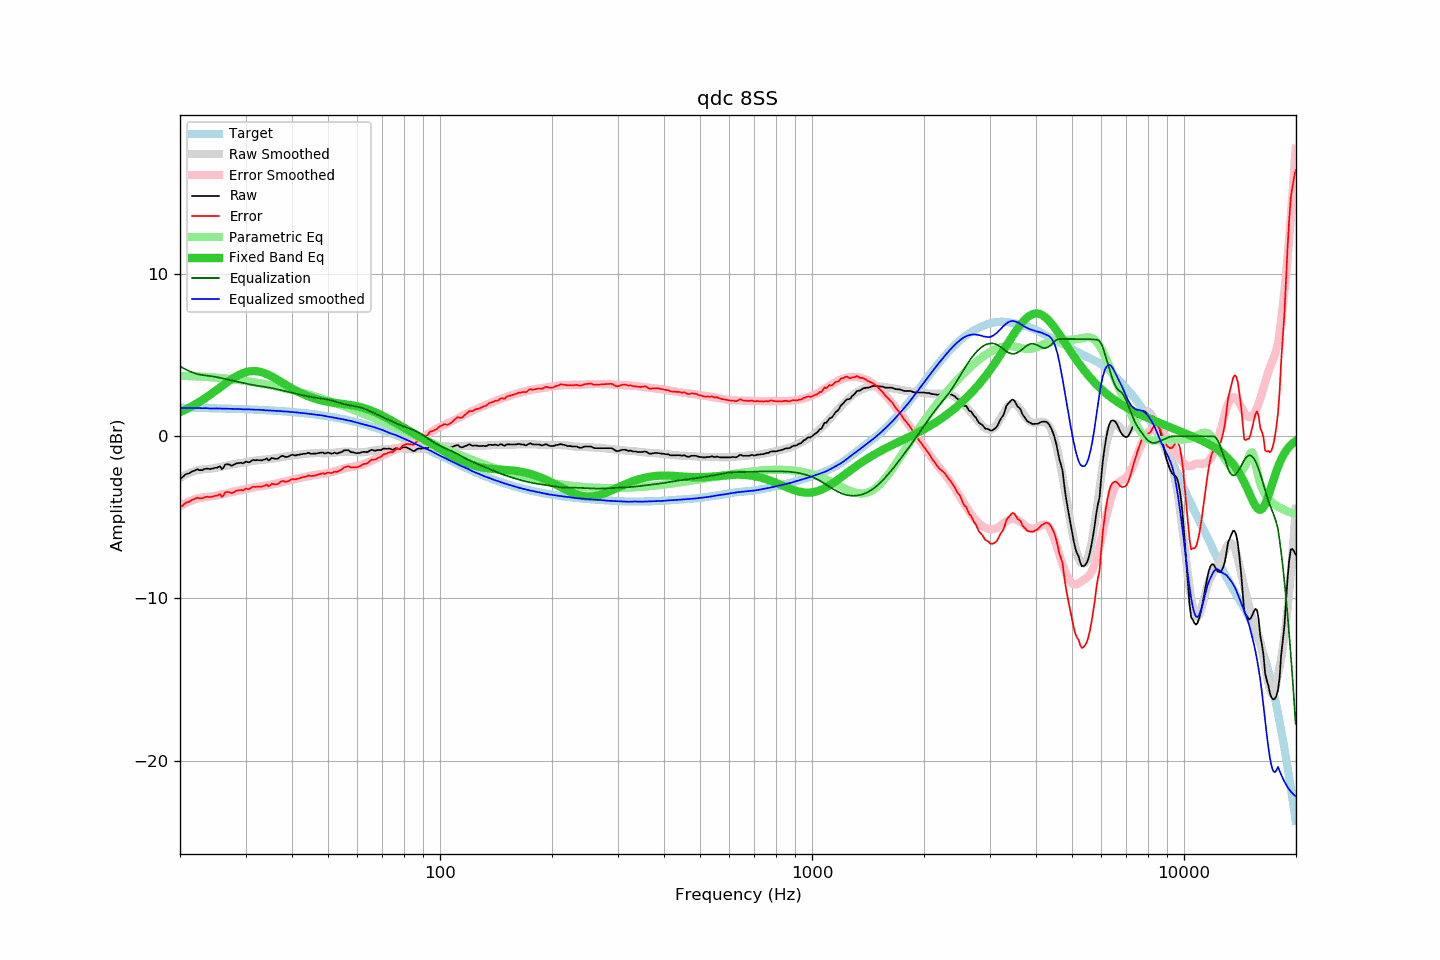 qdc 8SS
Target
Raw Smoothed
Error Smoothed
Raw
Error
Parametric Eq
Fixed Band Eq
Equalization
Equalized smoothed
10
0
−10
−20
Amplitude (dBr)
100
1000
10000
Frequency (Hz)